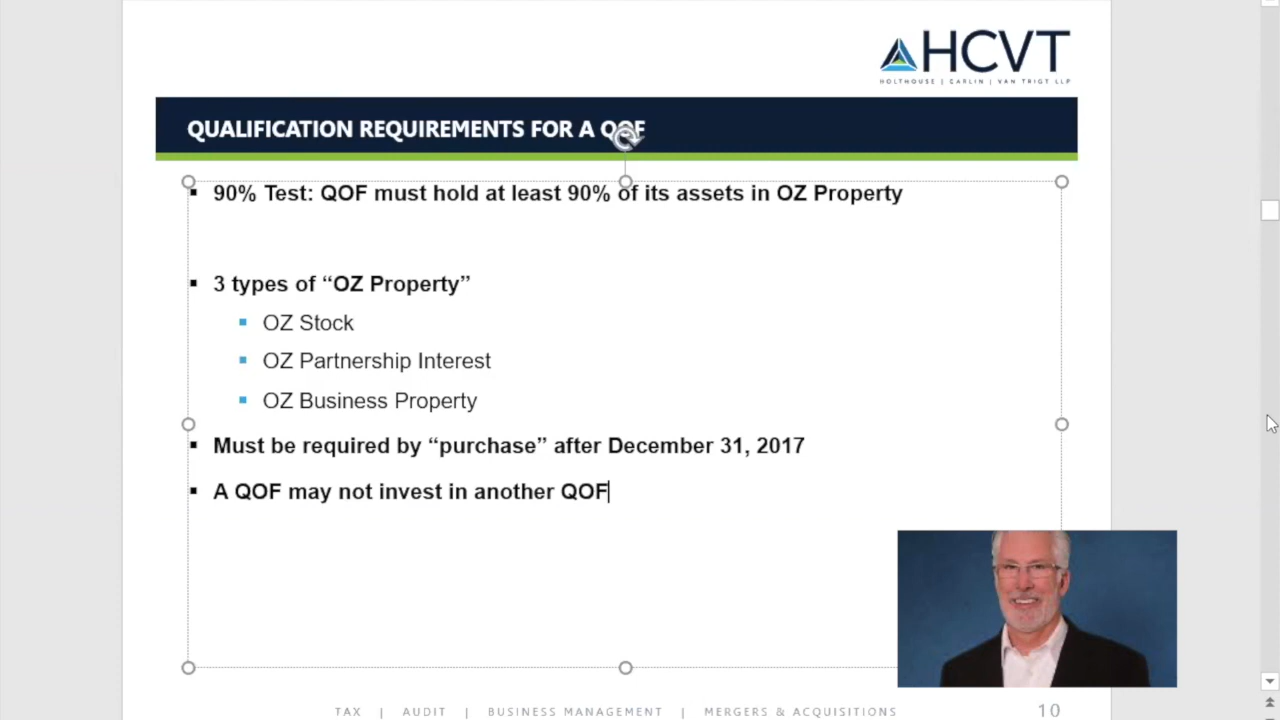 HCVT
HOLTHOUSE | CARLIN | VAN TRIGT LLP
QUALIFICATION REQUIREMENTS FOR A QOF
90% Test: QOF must hold at least 90% of its assets in OZ Property
3 types of “OZ Property”
OZ Stock
OZ Partnership Interest
OZ Business Property
Must be required by “purchase” after December 31, 2017
A QOF may not invest in another QOF
TAX | AUDIT | BUSINESS MANAGEMENT | MERGERS & ACQUISITIONS
10